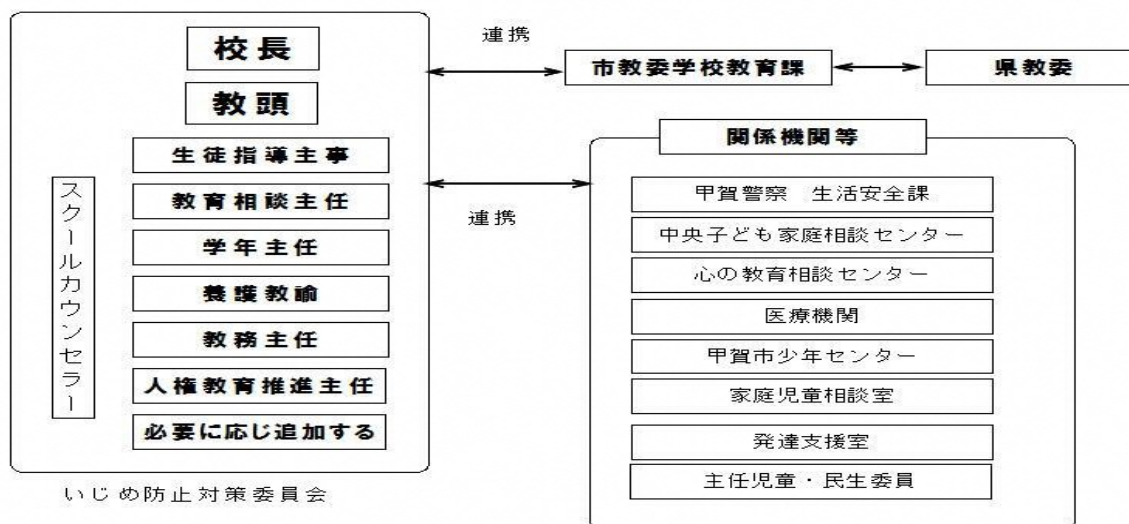 校長
教頭
生徒指導主事
教育相談主任
学年主任
養護教諭
教務主任
人権教育推進主任
必要に応じ追加する
スクールカウンセラー
いじめ防止対策委員会
連携
市教委学校教育課
県教委
連携
関係機関等
甲賀警察　生活安全課
中央子ども家庭相談センター
心の教育相談センター
医療機関
甲賀市少年センター
家庭児童相談室
発達支援室
主任児童・民生委員